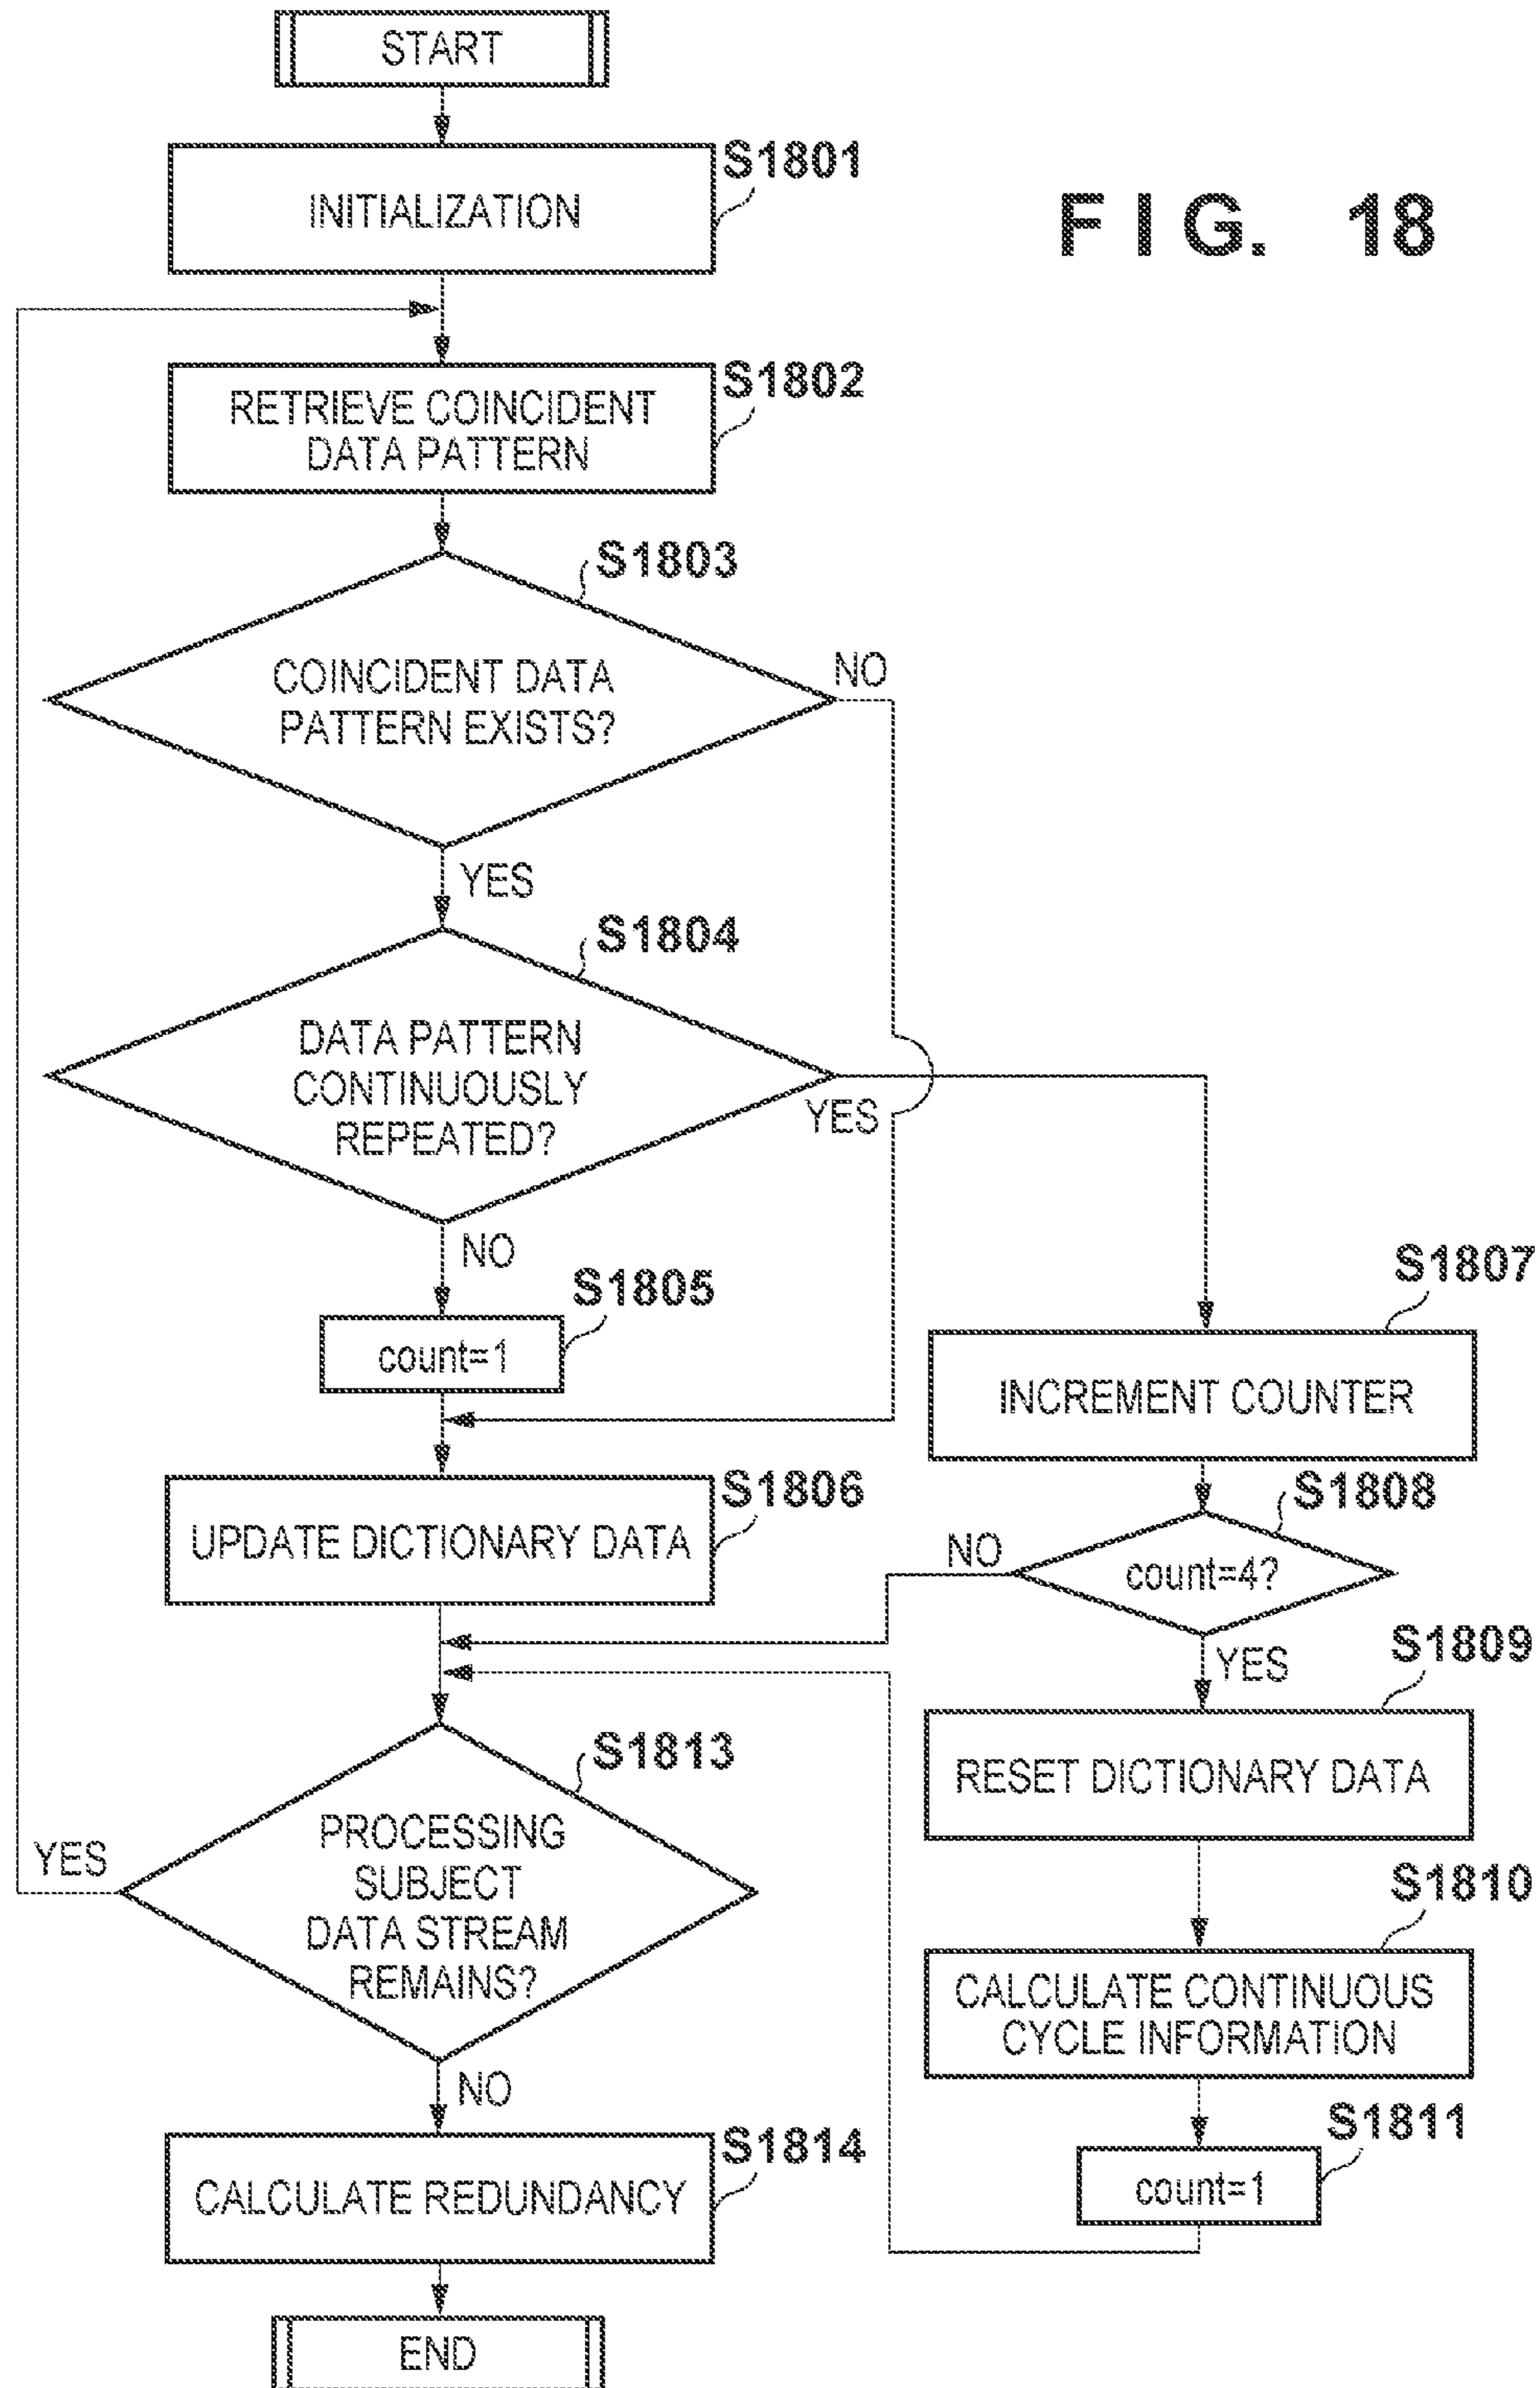 START
S1801
INITIALIZATION
F I G. 18
S1802
RETRIEVE COINCIDENT
DATA PATTERN
S1803
COINCIDENT DATA
PATTERN EXISTS?
NO
YES
S1804
DATA PATTERN
CONTINUOUSLY
REPEATED?
YES
NO
S1805
count=1
S1807
INCREMENT COUNTER
S1806
UPDATE DICTIONARY DATA
S1808
count=4?
NO
YES
S1809
RESET DICTIONARY DATA
S1813
PROCESSING
SUBJECT
DATA STREAM
REMAINS?
YES
NO
S1810
CALCULATE CONTINUOUS
CYCLE INFORMATION
S1811
count=1
S1814
CALCULATE REDUNDANCY
END